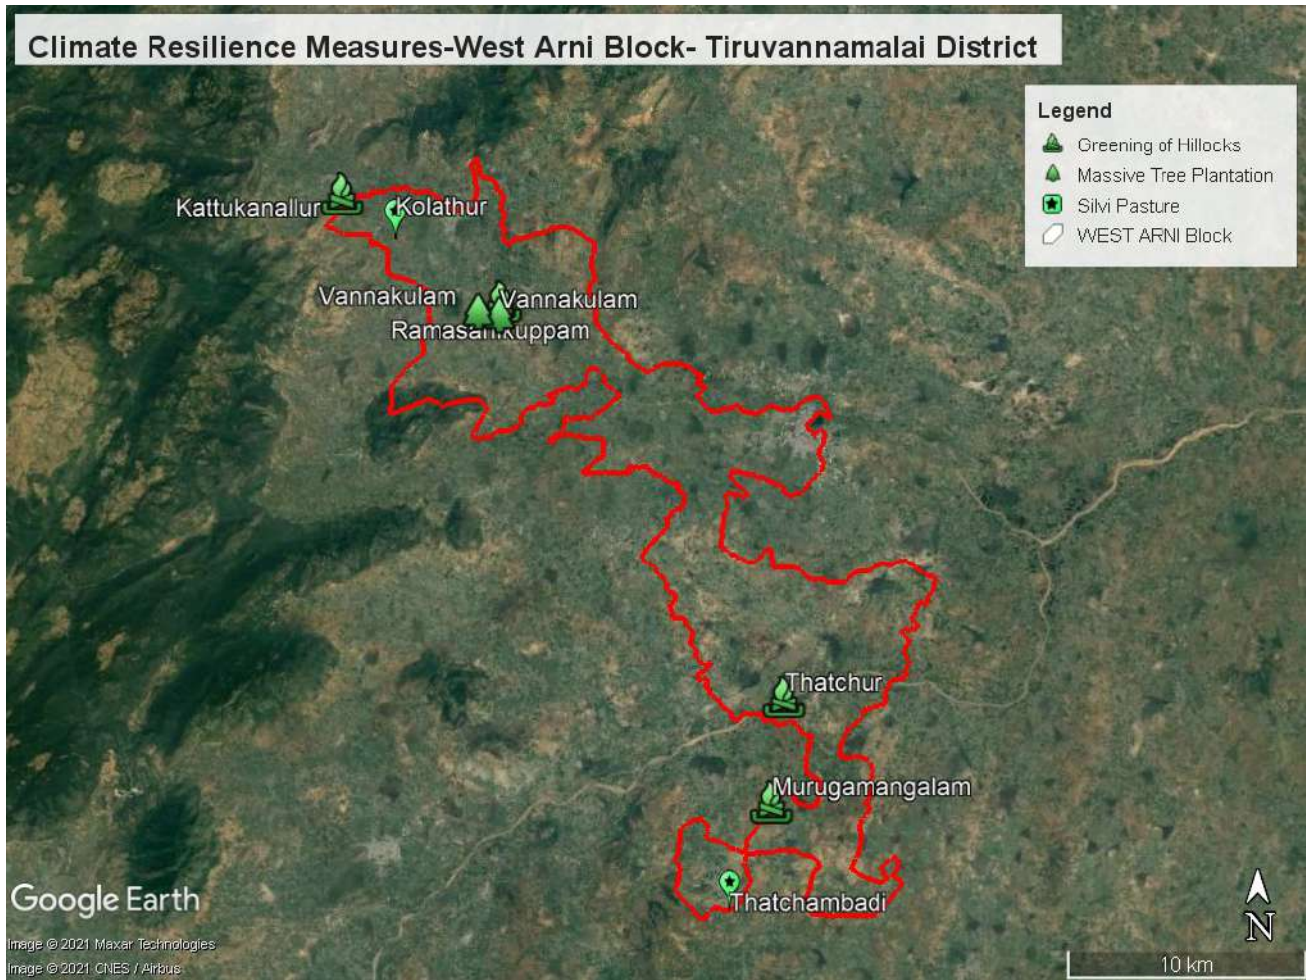 Climate Resilience Measures-West Arni Block- Tiruvannamalai District
Legend
Greening of Hillocks
Massive Tree Plantation
Silvi Pasture
WEST ARNI Block
Kattukanallur
Kolathur
Vannakulam
Vannakulam
Ramasanikuppam
Thatchur
Murugamangalam
Thatchambadi
Google Earth
Image © 2021 Maxar Technologies
Image © 2021 CNES / Airbus
N
10 km